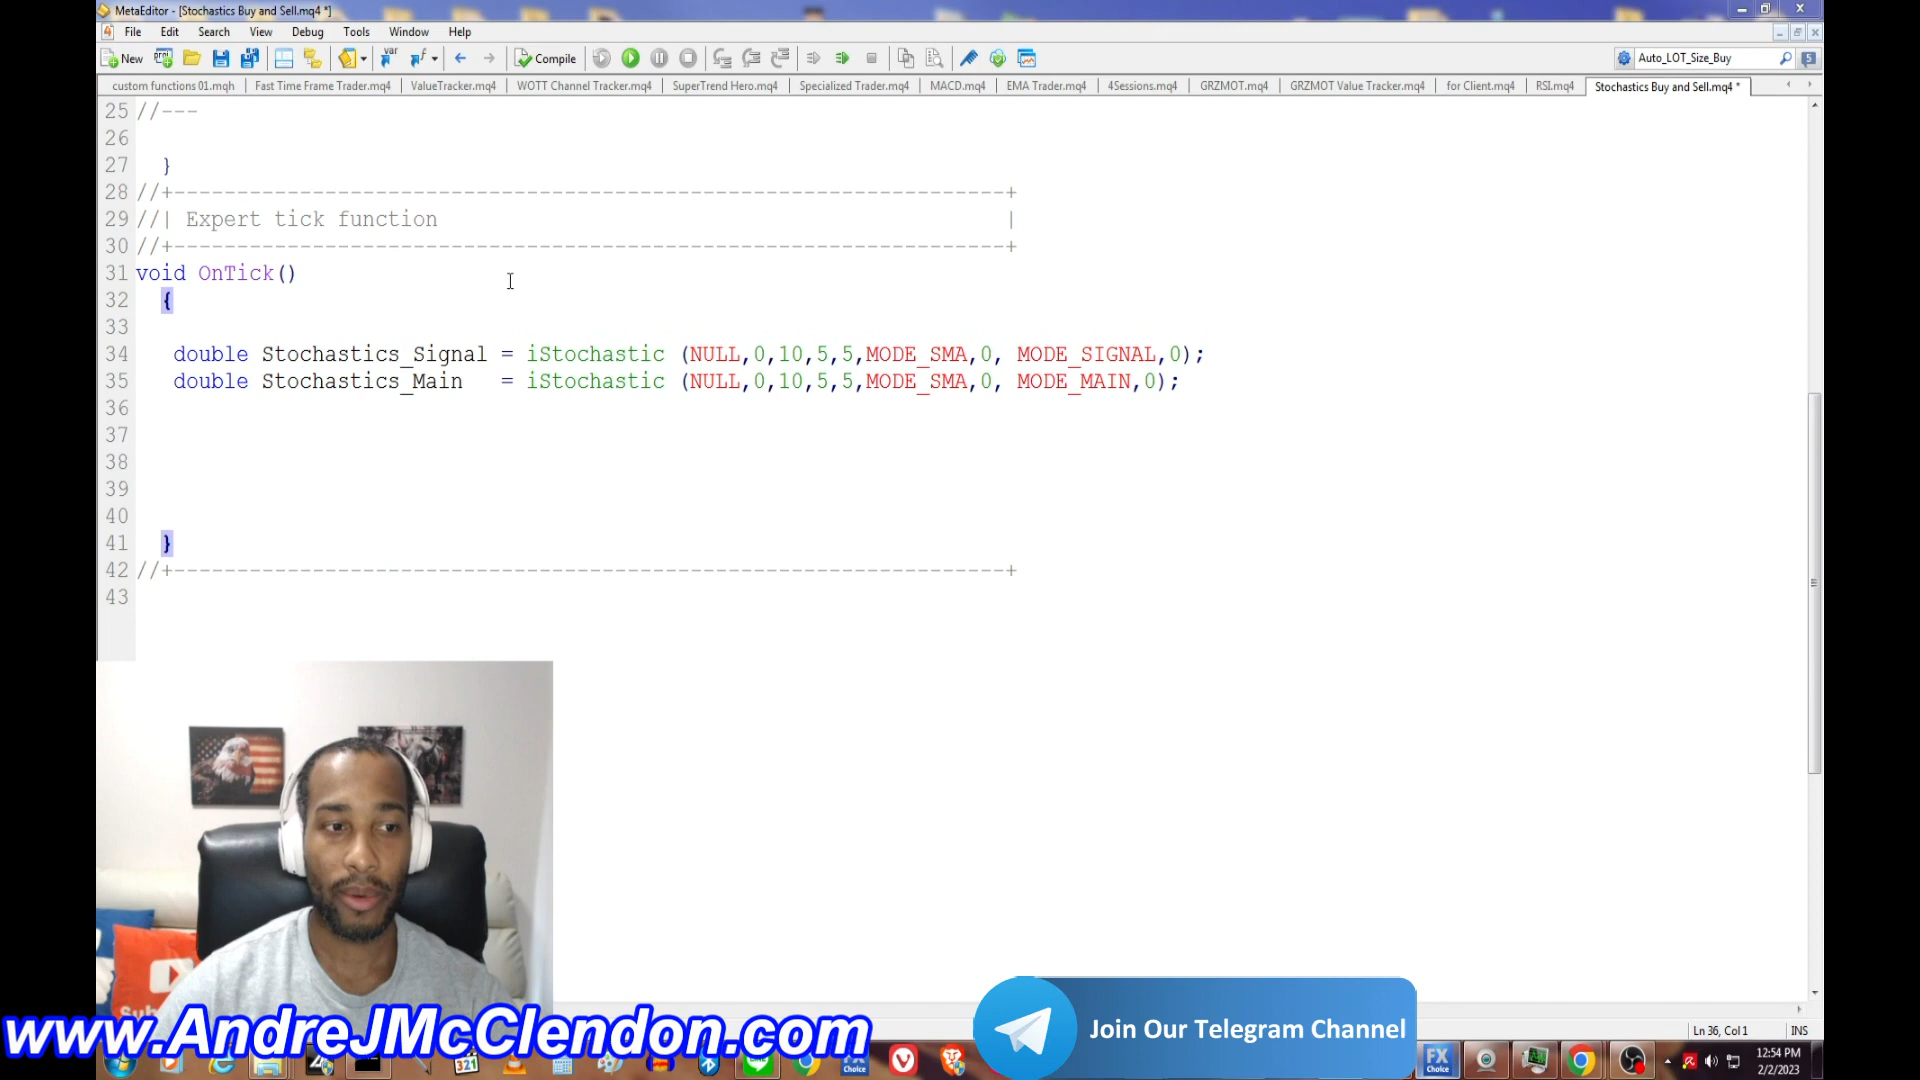 MetaEditor - [Stochastics Buy and Sell.mq4 *]
File Edit Search View Debug Tools Window Help
New Compile Auto_LOT_Size_Buy
custom functions 01.mqh Fast Time Frame Trader.mq4 ValueTracker.mq4 WOTT Channel Tracker.mq4 SuperTrend Hero.mq4 Specialized Trader.mq4 MACD.mq4 EMA Trader.mq4 4Sessions.mq4 GRZMOT.mq4 GRZMOT Value Tracker.mq4 for Client.mq4 RSI.mq4 Stochastics Buy and Sell.mq4 *
25 //---
26
27 }
28 //+------------------------------------------------------------------+
29 //| Expert tick function |
30 //+------------------------------------------------------------------+
31 void OnTick()
32 {
33
34 double Stochastics_Signal = iStochastic (NULL,0,10,5,5,MODE_SMA,0, MODE_SIGNAL,0);
35 double Stochastics_Main = iStochastic (NULL,0,10,5,5,MODE_SMA,0, MODE_MAIN,0);
36
37
38
39
40
41 }
42 //+------------------------------------------------------------------+
43
www.AndreJMcClendon.com
Join Our Telegram Channel
Ln 36, Col 1 INS
FX Choice
FX Choice
12:54 PM
2/2/2023